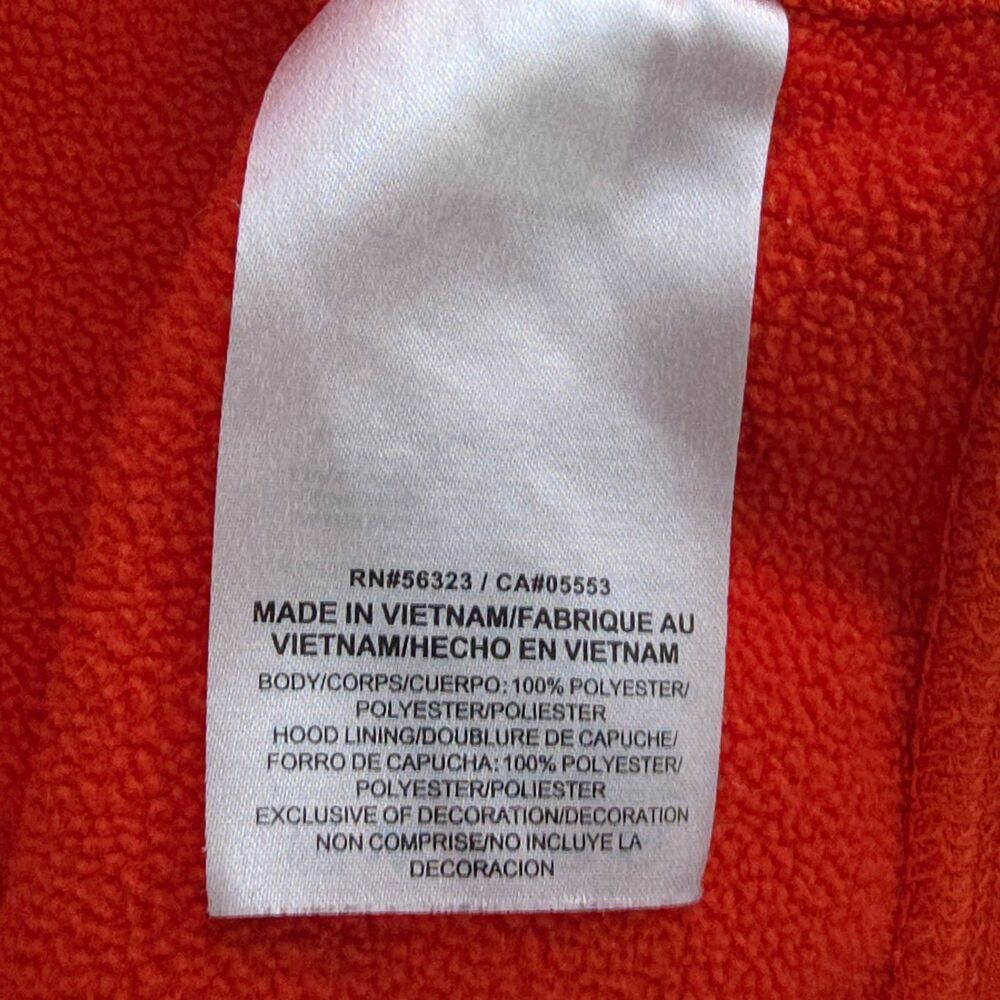 RN#56323 / CA#05553
MADE IN VIETNAM/FABRIQUE AU
VIETNAM/HECHO EN VIETNAM
BODY/CORPS/CUERPO: 100% POLYESTER/
POLYESTER/POLIESTER
HOOD LINING/DOUBLURE DE CAPUCHE/
FORRO DE CAPUCHA: 100% POLYESTER/
POLYESTER/POLIESTER
EXCLUSIVE OF DECORATION/DECORATION
NON COMPRISE/NO INCLUYE LA
DECORACION